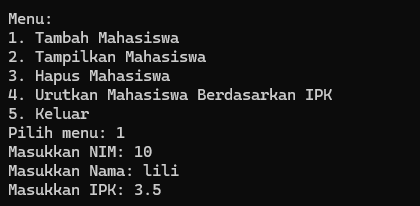 Menu:
1. Tambah Mahasiswa
2. Tampilkan Mahasiswa
3. Hapus Mahasiswa
4. Urutkan Mahasiswa Berdasarkan IPK
5. Keluar
Pilih menu: 1
Masukkan NIM: 10
Masukkan Nama: lili
Masukkan IPK: 3.5